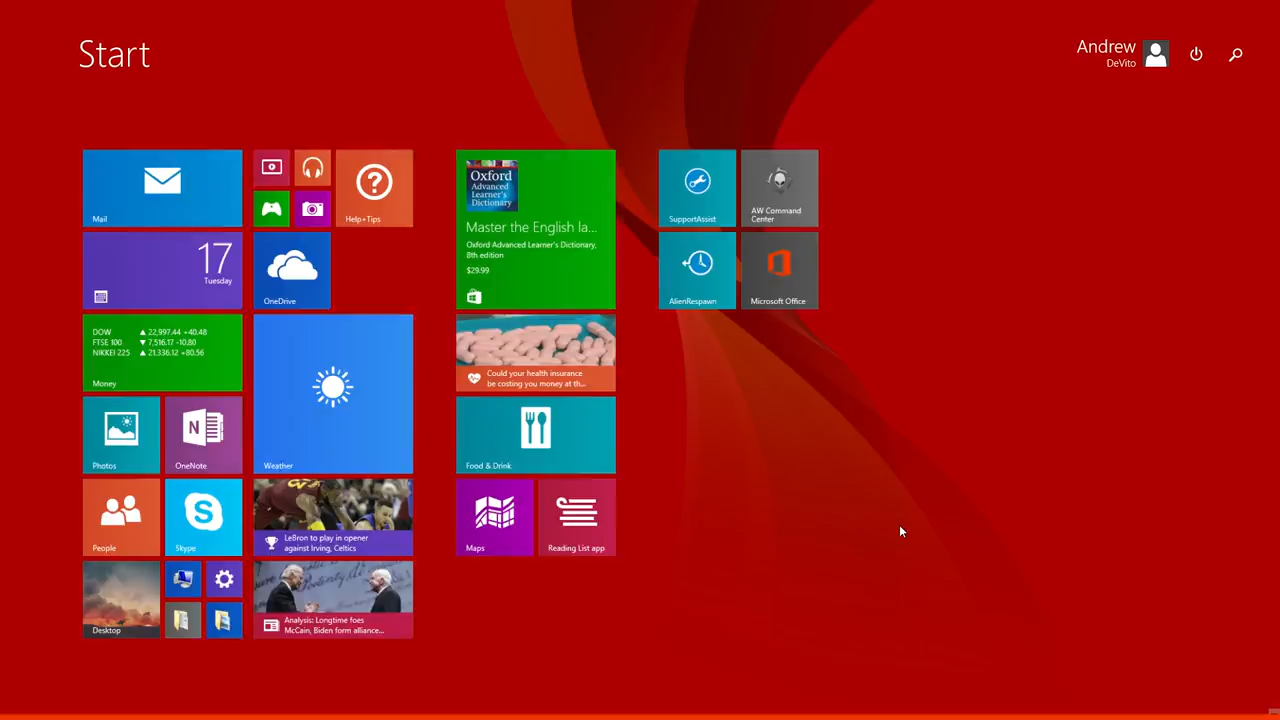 Start
Andrew
DeVito
Mail
Help+Tips
17
Tuesday
OneDrive
DOW ▲ 22,997.44 +40.48
FTSE 100 ▼ 7,516.17 -10.80
NIKKEI 225 ▲ 21,336.12 +80.56
Money
Weather
Photos
N
OneNote
People
S
Skype
LeBron to play in opener
against Irving, Celtics
Desktop
Analysis: Longtime foes
McCain, Biden form alliance...
Oxford
Advanced
Learner's
Dictionary
Master the English la...
Oxford Advanced Learner's Dictionary,
8th edition
$29.99
Could your health insurance
be costing you money at th...
Food & Drink
Maps
Reading List app
SupportAssist
AW Command
Center
AlienRespawn
Microsoft Office